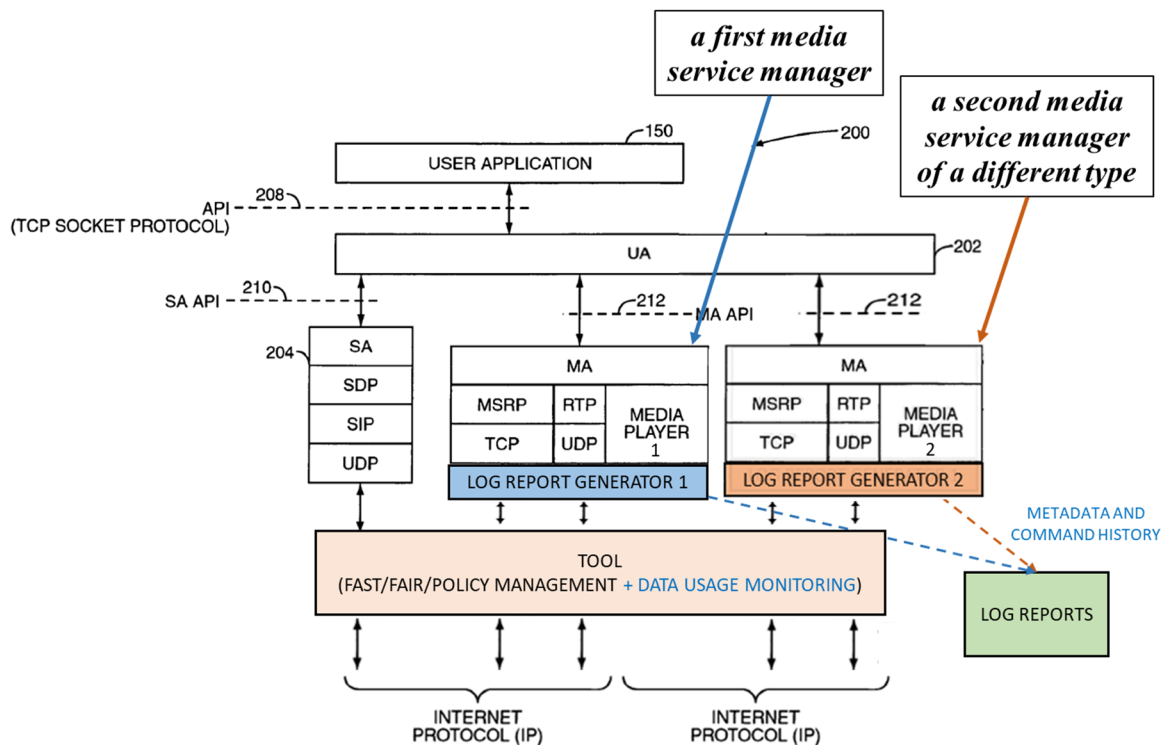 a first media
service manager
a second media
service manager
of a different type
200
150
USER APPLICATION
API
208
(TCP SOCKET PROTOCOL)
UA
202
SA API
210
212
MA API
212
204
SA
SDP
SIP
UDP
MA
MSRP
RTP
TCP
UDP
MEDIA
PLAYER
1
LOG REPORT GENERATOR 1
MA
MSRP
RTP
TCP
UDP
MEDIA
PLAYER
2
LOG REPORT GENERATOR 2
METADATA AND
COMMAND HISTORY
TOOL
(FAST/FAIR/POLICY MANAGEMENT + DATA USAGE MONITORING)
LOG REPORTS
INTERNET
PROTOCOL (IP)
INTERNET
PROTOCOL (IP)